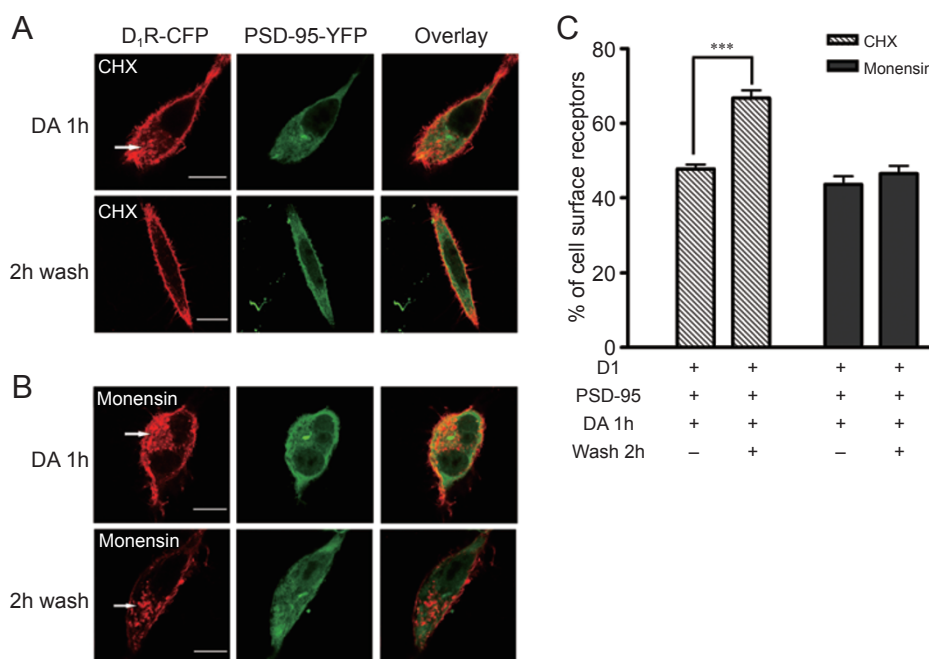 A
D₁R-CFP PSD-95-YFP Overlay
CHX
DA 1h
CHX
2h wash
B
Monensin
DA 1h
Monensin
2h wash
C
CHX
Monensin
***
% of cell surface receptors
80
60
40
20
0
D1 + + + +
PSD-95 + + + +
DA 1h + + + +
Wash 2h – + – +